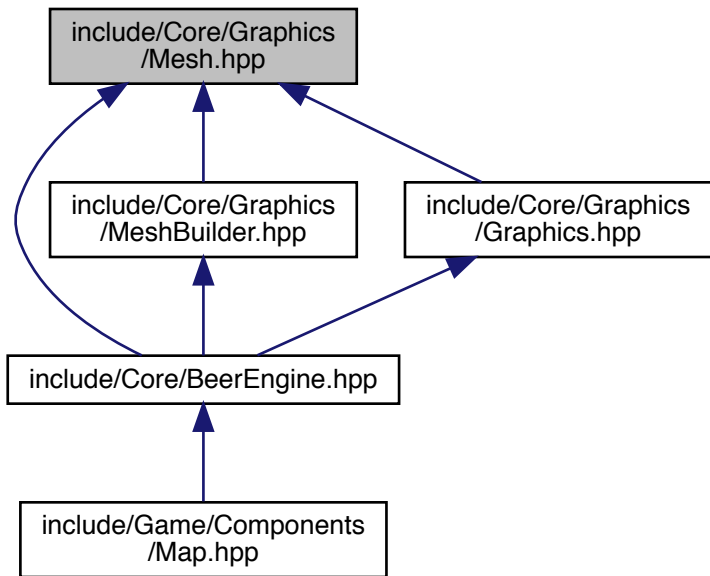 include/Core/Graphics
/Mesh.hpp
include/Core/Graphics
/MeshBuilder.hpp
include/Core/Graphics
/Graphics.hpp
include/Core/BeerEngine.hpp
include/Game/Components
/Map.hpp